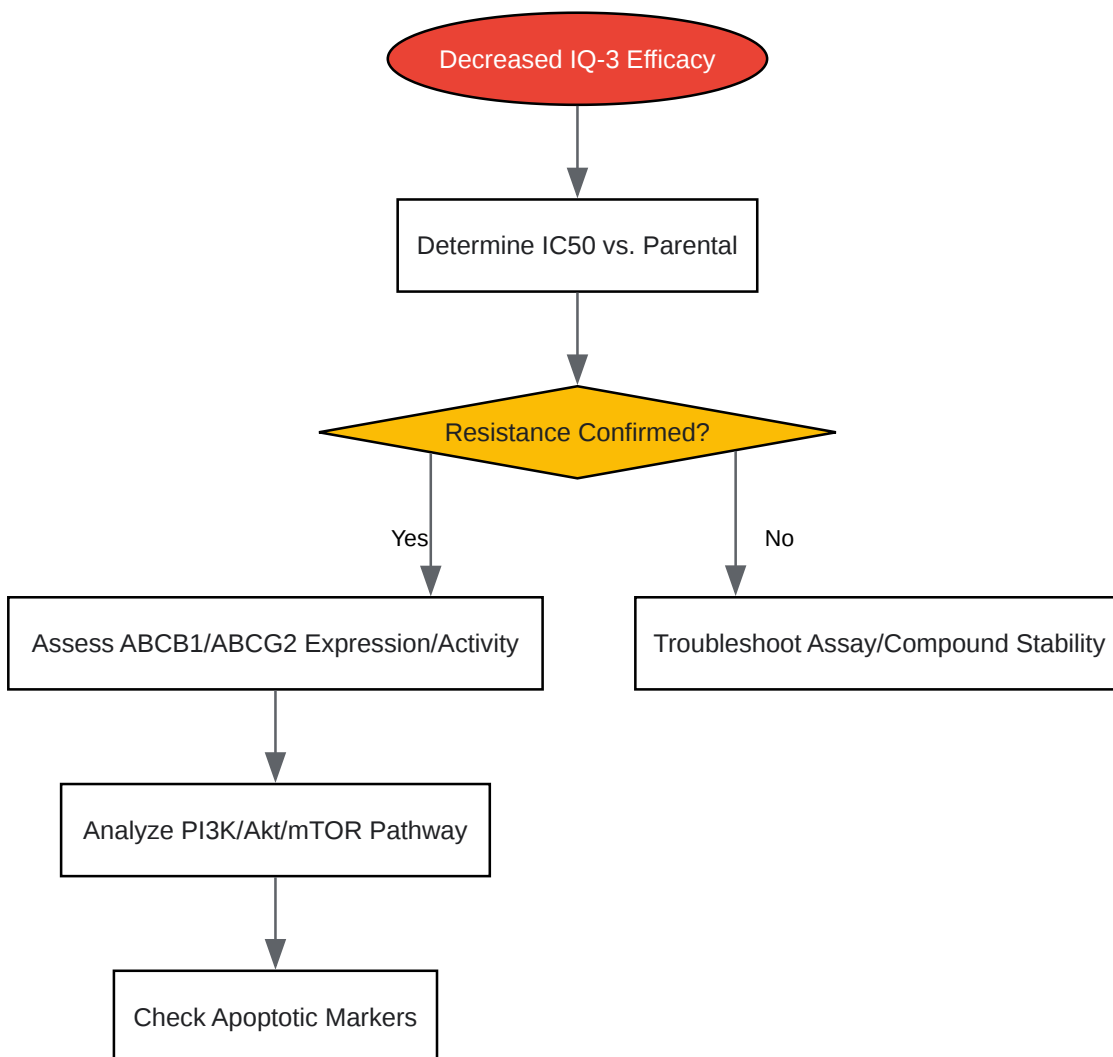 Decreased IQ-3 Efficacy
Determine IC50 vs. Parental
Resistance Confirmed?
Yes
No
Assess ABCB1/ABCG2 Expression/Activity
Troubleshoot Assay/Compound Stability
Analyze PI3K/Akt/mTOR Pathway
Check Apoptotic Markers